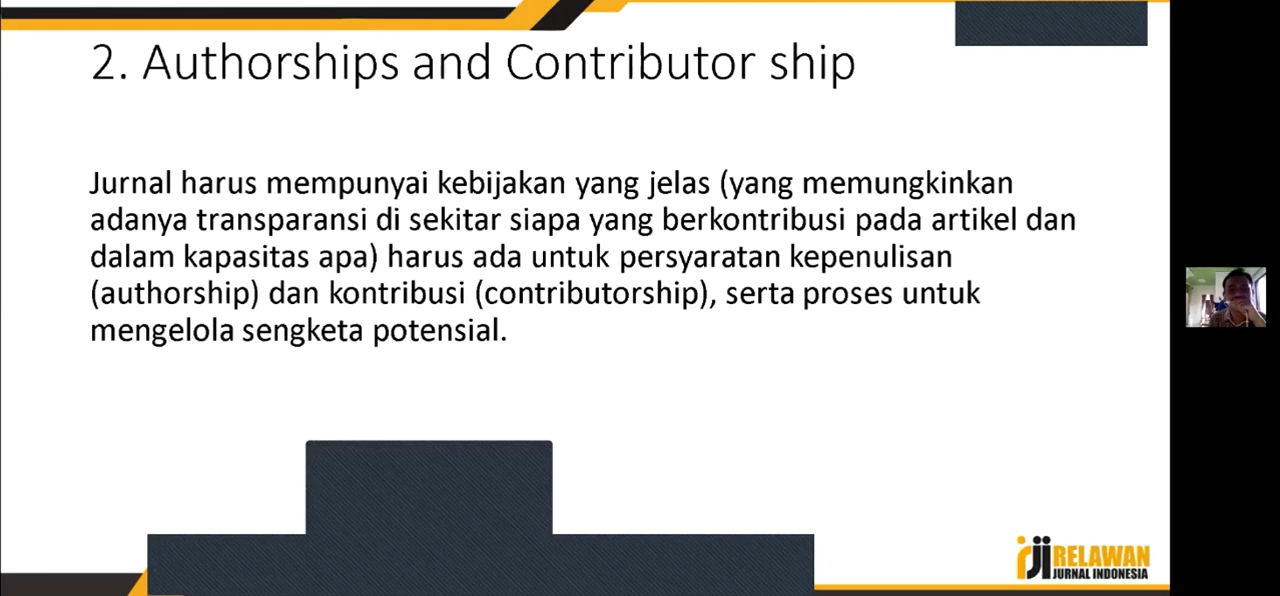 2. Authorships and Contributor ship
Jurnal harus mempunyai kebijakan yang jelas (yang memungkinkan
adanya transparansi di sekitar siapa yang berkontribusi pada artikel dan
dalam kapasitas apa) harus ada untuk persyaratan kepenulisan
(authorship) dan kontribusi (contributorship), serta proses untuk
mengelola sengketa potensial.
rji RELAWAN
JURNAL INDONESIA